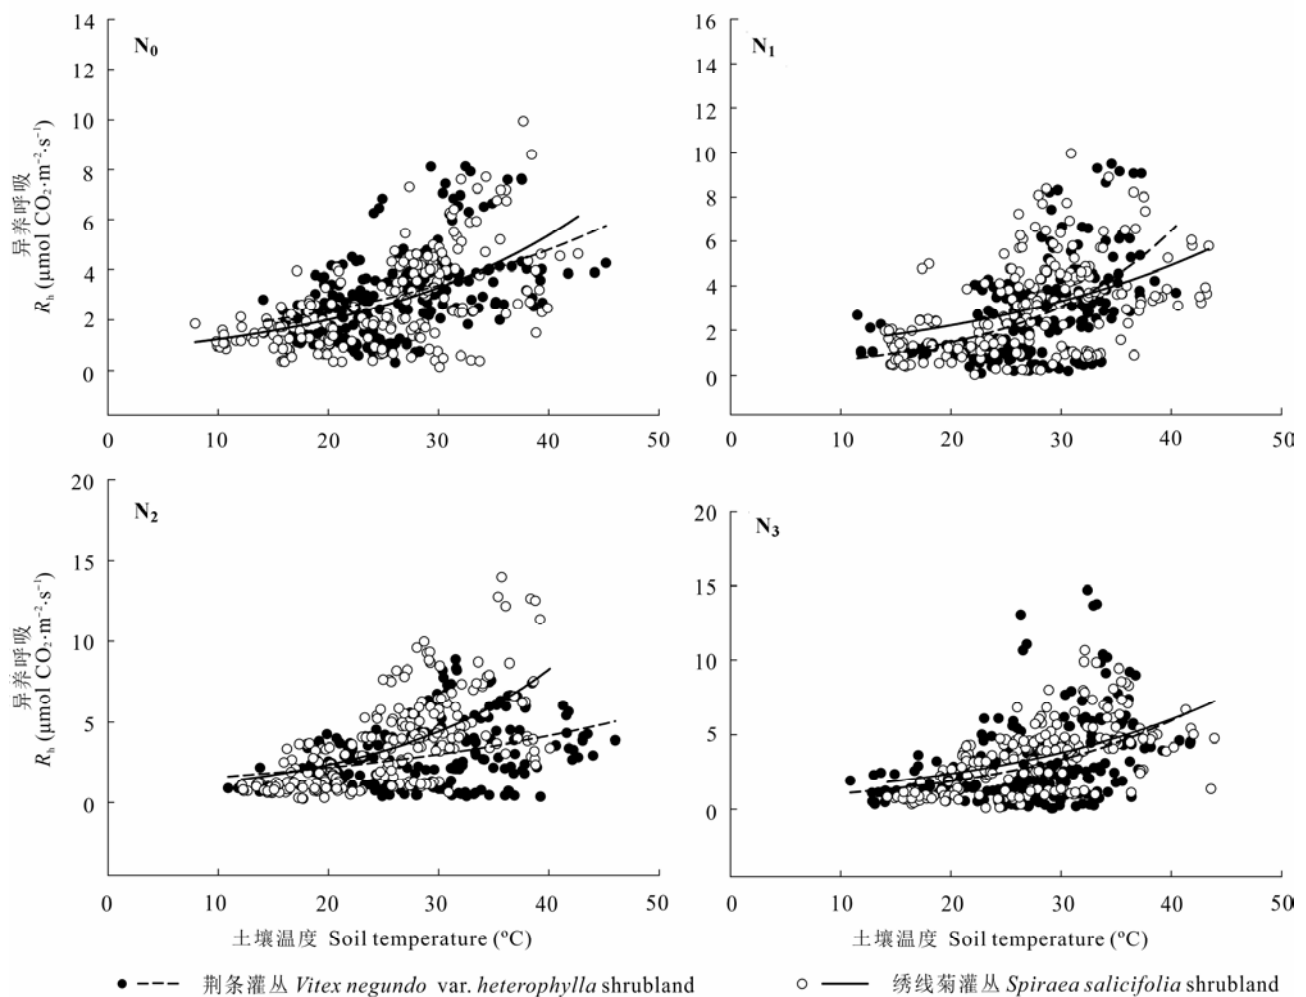 N₀
14
12
10
8
6
4
2
0
0 10 20 30 40 50
异养呼吸
Rₕ (μmol CO₂·m⁻²·s⁻¹)
N₁
16
14
12
10
8
6
4
2
0
0 10 20 30 40 50
N₂
20
15
10
5
0
0 10 20 30 40 50
异养呼吸
Rₕ (μmol CO₂·m⁻²·s⁻¹)
土壤温度 Soil temperature (ºC)
N₃
20
15
10
5
0
0 10 20 30 40 50
土壤温度 Soil temperature (ºC)
荆条灌丛 Vitex negundo var. heterophylla shrubland
绣线菊灌丛 Spiraea salicifolia shrubland